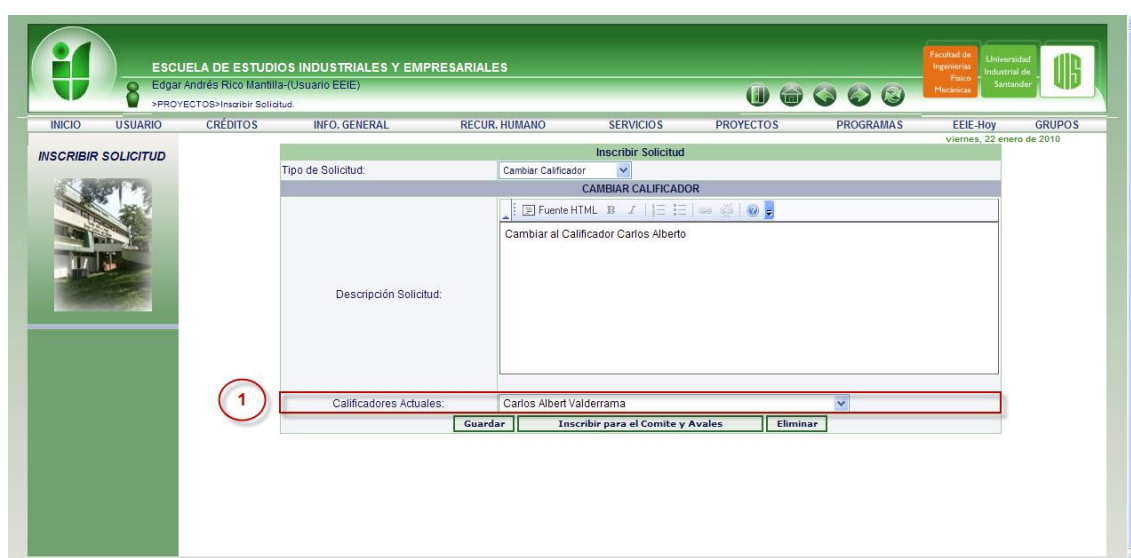 ESCUELA DE ESTUDIOS INDUSTRIALES Y EMPRESARIALES
Edgar Andrés Rico Mantilla-(Usuario EEIE)
>PROYECTOS>Inscribir Solicitud.
Facultad de
Ingenierías
Físico
Mecánicas
Universidad
Industrial de
Santander
UIS
INICIO USUARIO CRÉDITOS INFO. GENERAL RECUR. HUMANO SERVICIOS PROYECTOS PROGRAMAS EEIE-Hoy GRUPOS
viernes, 22 enero de 2010
INSCRIBIR SOLICITUD
Inscribir Solicitud
Tipo de Solicitud: Cambiar Calificador
CAMBIAR CALIFICADOR
Fuente HTML B I
Cambiar al Calificador Carlos Alberto
Descripción Solicitud:
1
Calificadores Actuales: Carlos Albert Valderrama
Guardar Inscribir para el Comite y Avales Eliminar